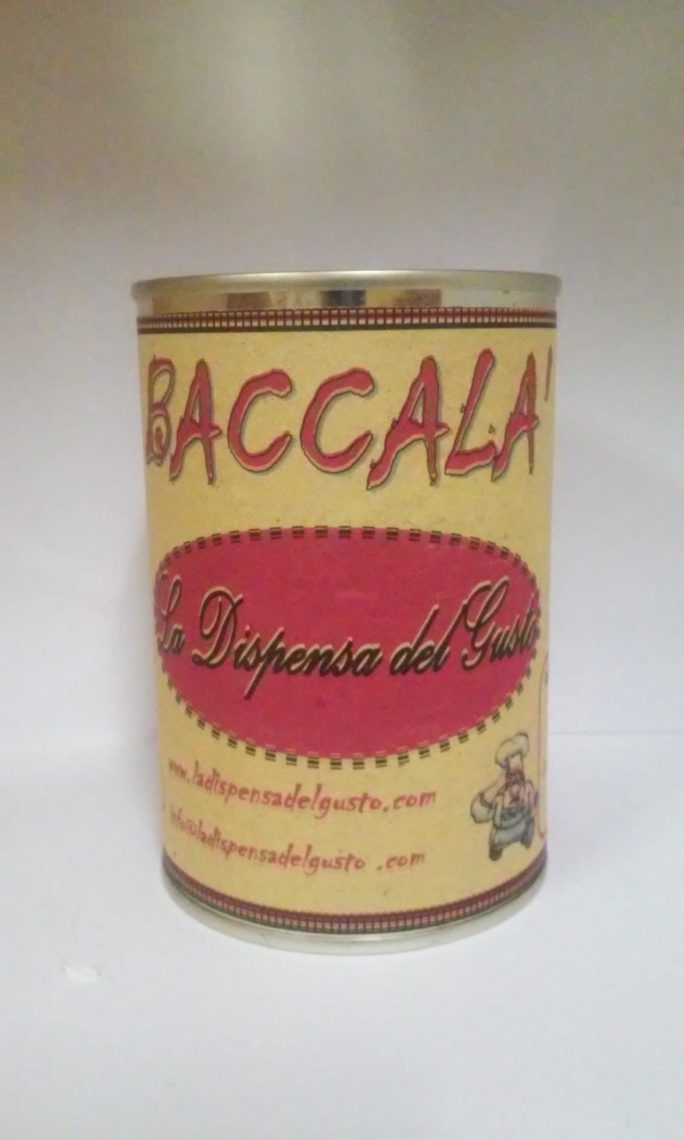 BACCALA'
La Dispensa del Gusto
www.ladispensadelgusto.com
info@ladispensadelgusto .com